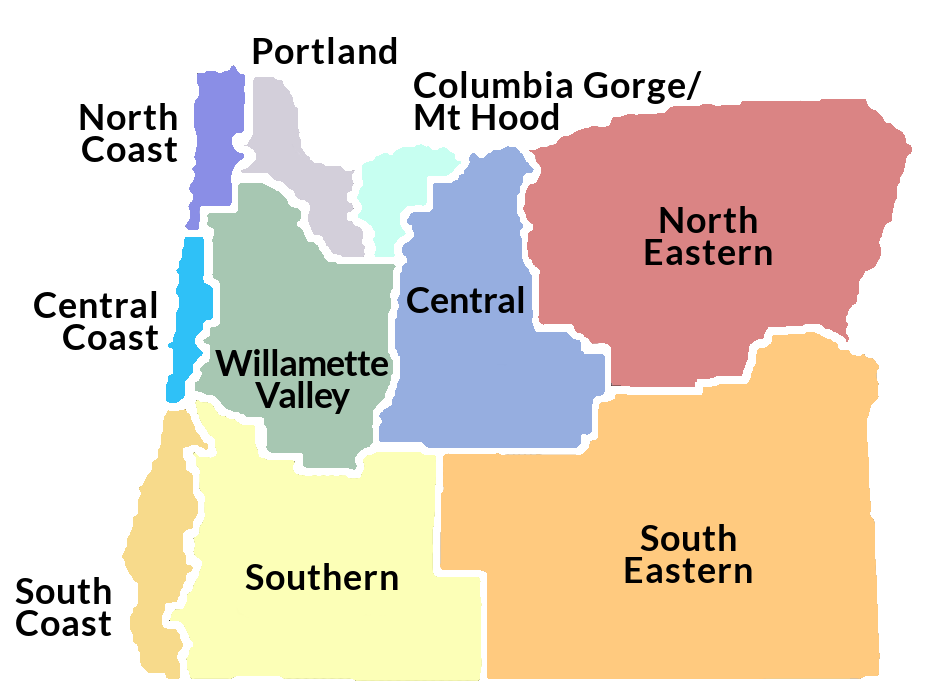 Portland
Columbia Gorge/
Mt Hood
North
Coast
North
Eastern
Central
Coast
Central
Willamette
Valley
South
Eastern
Southern
South
Coast